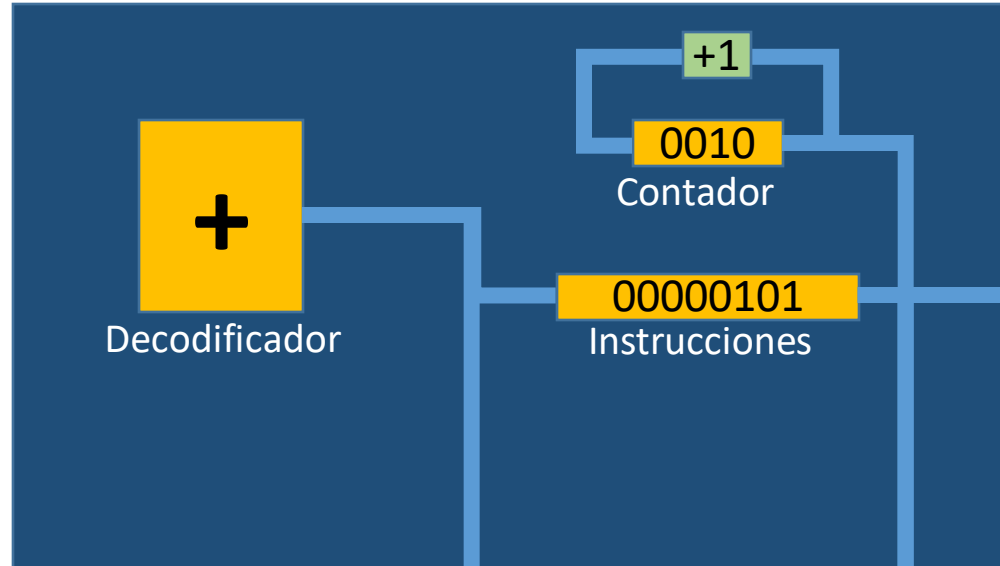 +1
0010
Contador
+
Decodificador
00000101
Instrucciones